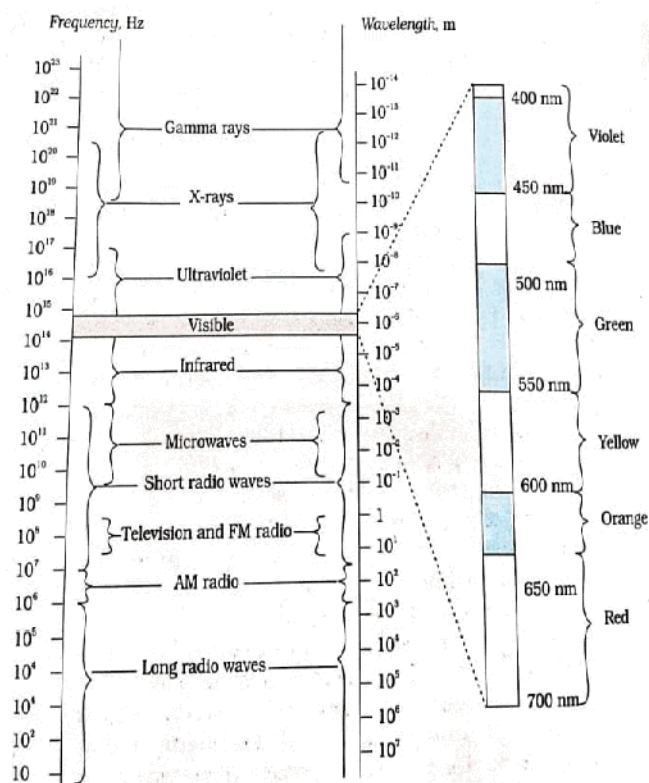 Frequency, Hz
10²³
10²²
10²¹
10²⁰
10¹⁹
10¹⁸
10¹⁷
10¹⁶
10¹⁵
10¹⁴
10¹³
10¹²
10¹¹
10¹⁰
10⁹
10⁸
10⁷
10⁶
10⁵
10⁴
10⁴
10²
10
Gamma rays
X-rays
Ultraviolet
Visible
Infrared
Microwaves
Short radio waves
Television and FM radio
AM radio
Long radio waves
Wavelength, m
10⁻¹⁴
10⁻¹³
10⁻¹²
10⁻¹¹
10⁻¹⁰
10⁻⁹
10⁻⁸
10⁻⁷
10⁻⁶
10⁻⁵
10⁻⁴
10⁻³
10⁻²
10⁻¹
1
10¹
10²
10³
10⁴
10⁵
10⁶
10⁷
400 nm
450 nm
500 nm
550 nm
600 nm
650 nm
700 nm
Violet
Blue
Green
Yellow
Orange
Red